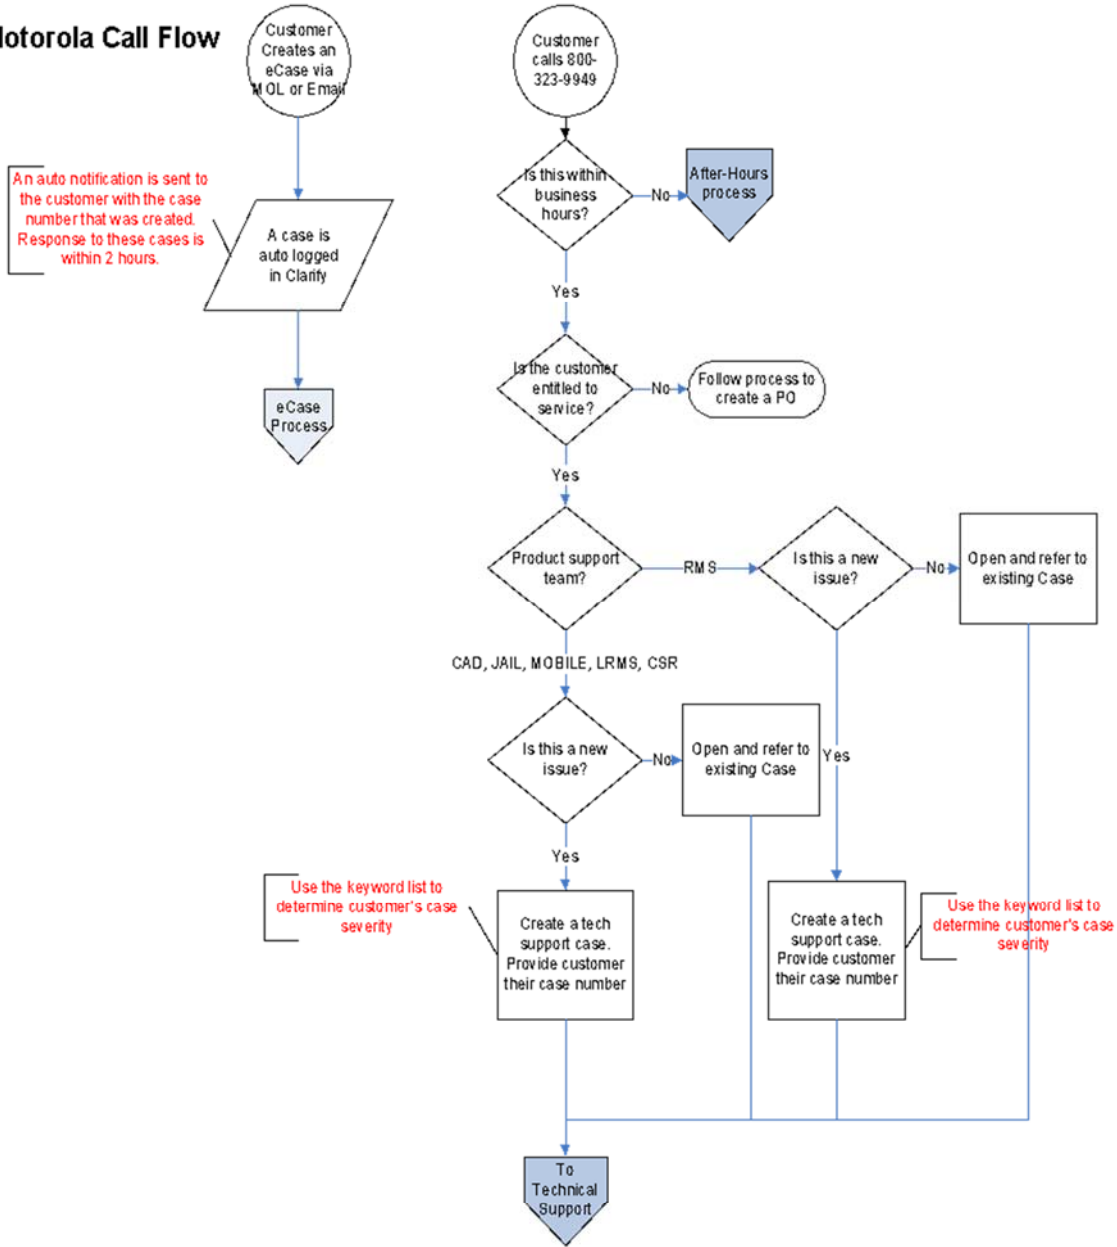 Motorola Call Flow
Customer
Creates an
eCase via
MOL or Email
Customer
calls 800-
323-9949
An auto notification is sent to
the customer with the case
number that was created.
Response to these cases is
within 2 hours.
A case is
auto logged
in Clarify
eCase
Process
Is this within
business
hours?
No
After-Hours
process
Yes
Is the customer
entitled to
service?
No
Follow process to
create a PO
Yes
Product support
team?
RMS
Is this a new
issue?
No
Open and refer to
existing Case
CAD, JAIL, MOBILE, LRMS, CSR
Is this a new
issue?
No
Open and refer to
existing Case
Yes
Yes
Use the keyword list to
determine customer's case
severity
Create a tech
support case.
Provide customer
their case number
Create a tech
support case.
Provide customer
their case number
Use the keyword list to
determine customer's case
severity
To
Technical
Support